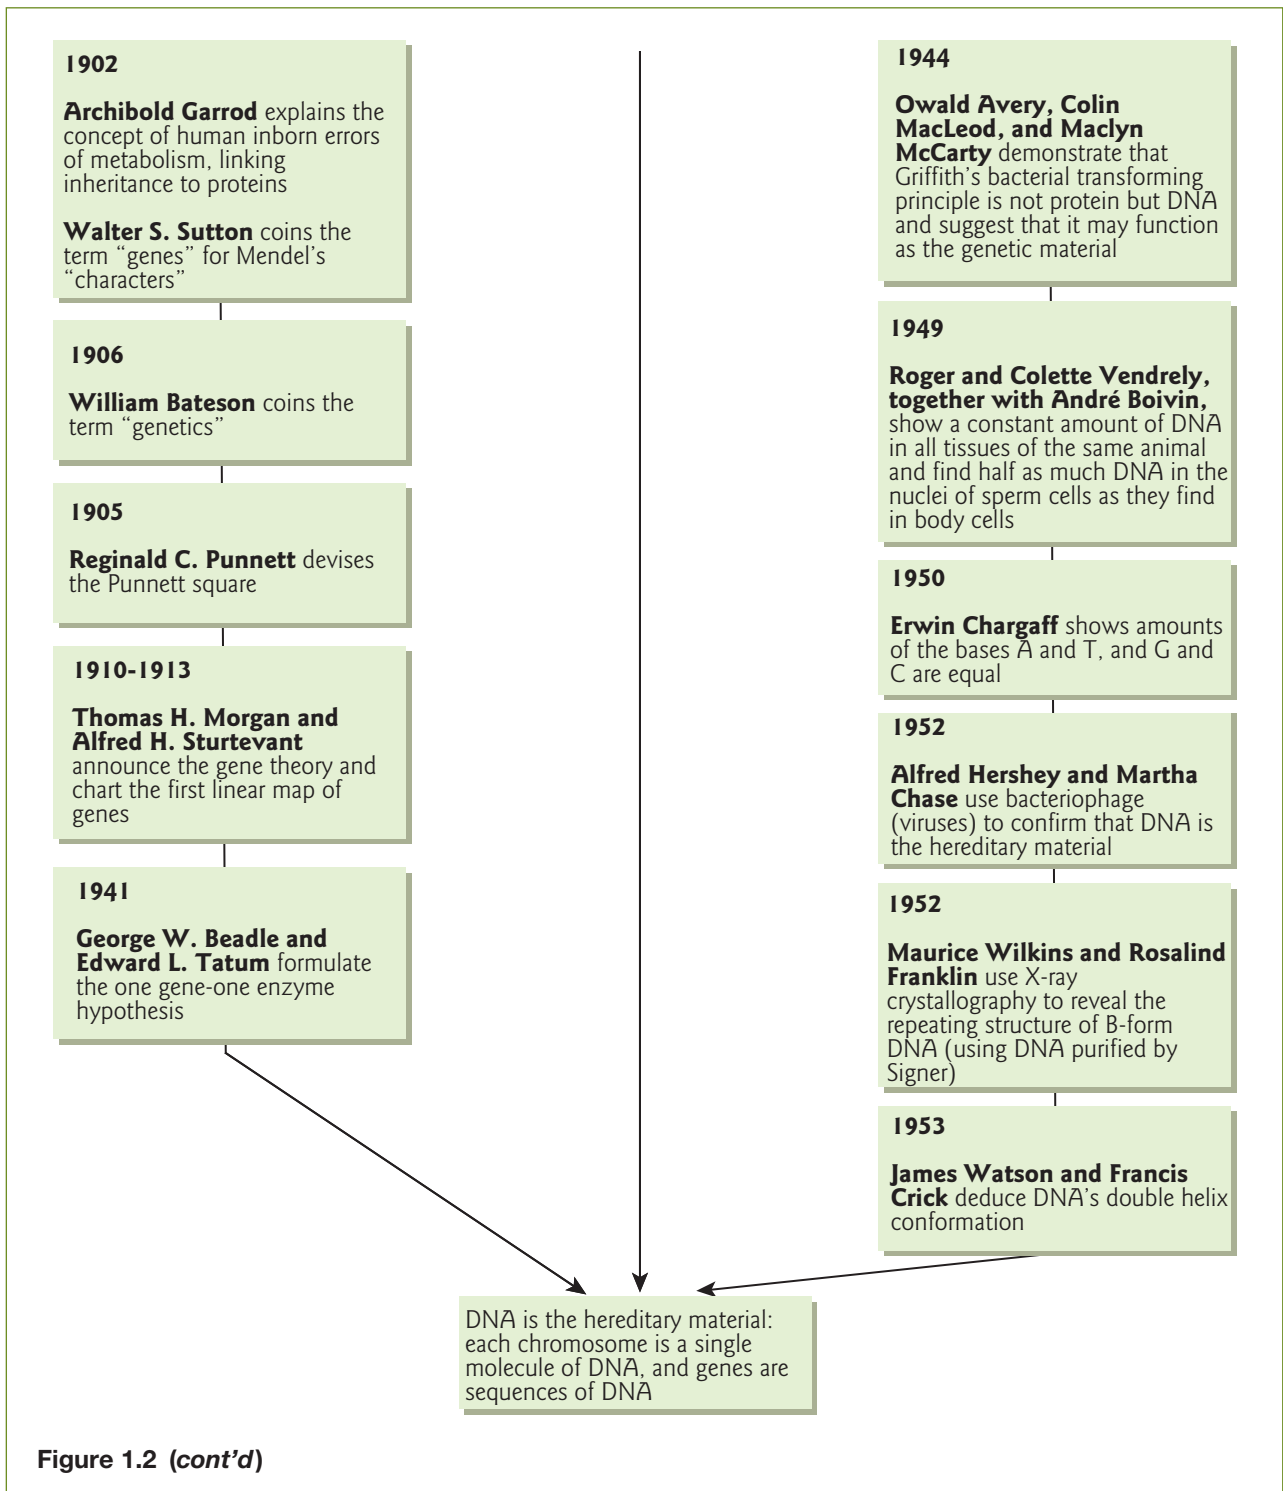 1902
Archibold Garrod explains the
concept of human inborn errors
of metabolism, linking
inheritance to proteins
Walter S. Sutton coins the
term “genes” for Mendel’s
“characters”
1906
William Bateson coins the
term “genetics”
1905
Reginald C. Punnett devises
the Punnett square
1910-1913
Thomas H. Morgan and
Alfred H. Sturtevant
announce the gene theory and
chart the first linear map of
genes
1941
George W. Beadle and
Edward L. Tatum formulate
the one gene-one enzyme
hypothesis
1944
Owald Avery, Colin
MacLeod, and Maclyn
McCarty demonstrate that
Griffith’s bacterial transforming
principle is not protein but DNA
and suggest that it may function
as the genetic material
1949
Roger and Colette Vendrely,
together with André Boivin,
show a constant amount of DNA
in all tissues of the same animal
and find half as much DNA in the
nuclei of sperm cells as they find
in body cells
1950
Erwin Chargaff shows amounts
of the bases A and T, and G and
C are equal
1952
Alfred Hershey and Martha
Chase use bacteriophage
(viruses) to confirm that DNA is
the hereditary material
1952
Maurice Wilkins and Rosalind
Franklin use X-ray
crystallography to reveal the
repeating structure of B-form
DNA (using DNA purified by
Signer)
1953
James Watson and Francis
Crick deduce DNA’s double helix
conformation
DNA is the hereditary material:
each chromosome is a single
molecule of DNA, and genes are
sequences of DNA
Figure 1.2 (cont’d)